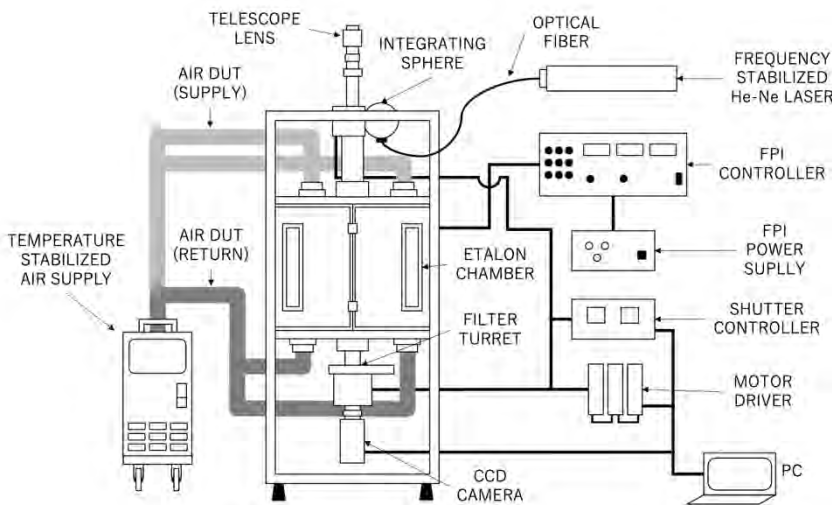 TELESCOPE
LENS
OPTICAL
FIBER
INTEGRATING
SPHERE
FREQUENCY
STABILIZED
He-Ne LASER
AIR DUT
(SUPPLY)
FPI
CONTROLLER
TEMPERATURE
STABILIZED
AIR SUPPLY
AIR DUT
(RETURN)
ETALON
CHAMBER
FPI
POWER
SUPLLY
FILTER
TURRET
SHUTTER
CONTROLLER
MOTOR
DRIVER
CCD
CAMERA
PC